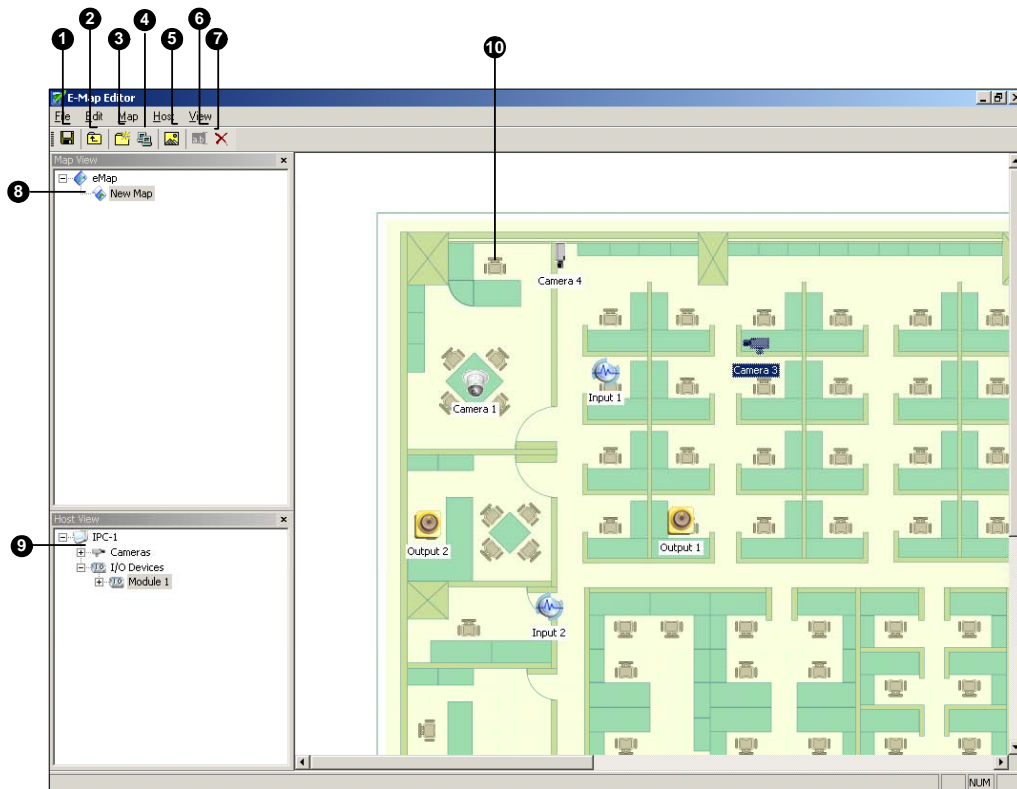 1 2 3 4 5 6 7
10
E-Map Editor
File Edit Map Host View
ab|
Map View
8
eMap
New Map
Camera 4
Camera 3
Input 1
Camera 1
Host View
9
IPC-1
Cameras
I/O Devices
Module 1
Output 2
Output 1
Input 2
NUM